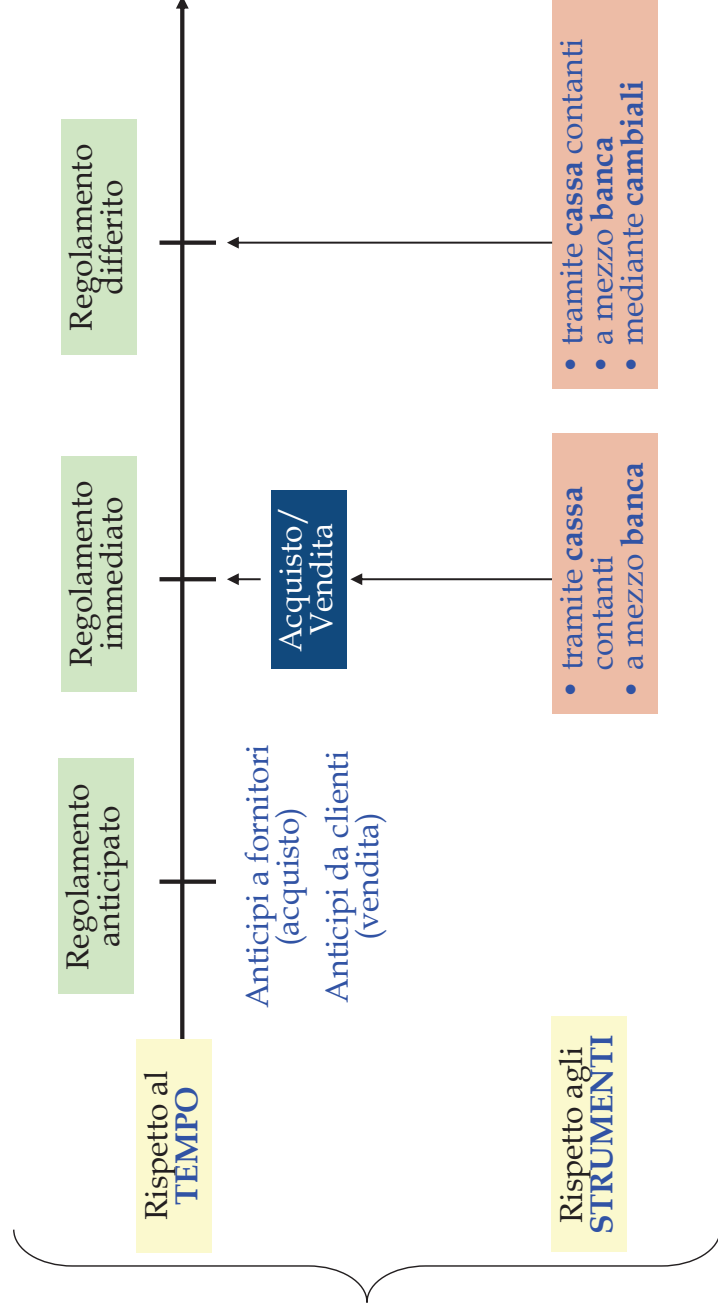 Rispetto al
TEMPO
Regolamento
anticipato
Regolamento
immediato
Regolamento
differito
Anticipi a fornitori
(acquisto)
Anticipi da clienti
(vendita)
Acquisto/
Vendita
Rispetto agli
STRUMENTI
• tramite cassa
contanti
• a mezzo banca
• tramite cassa contanti
• a mezzo banca
• mediante cambiali